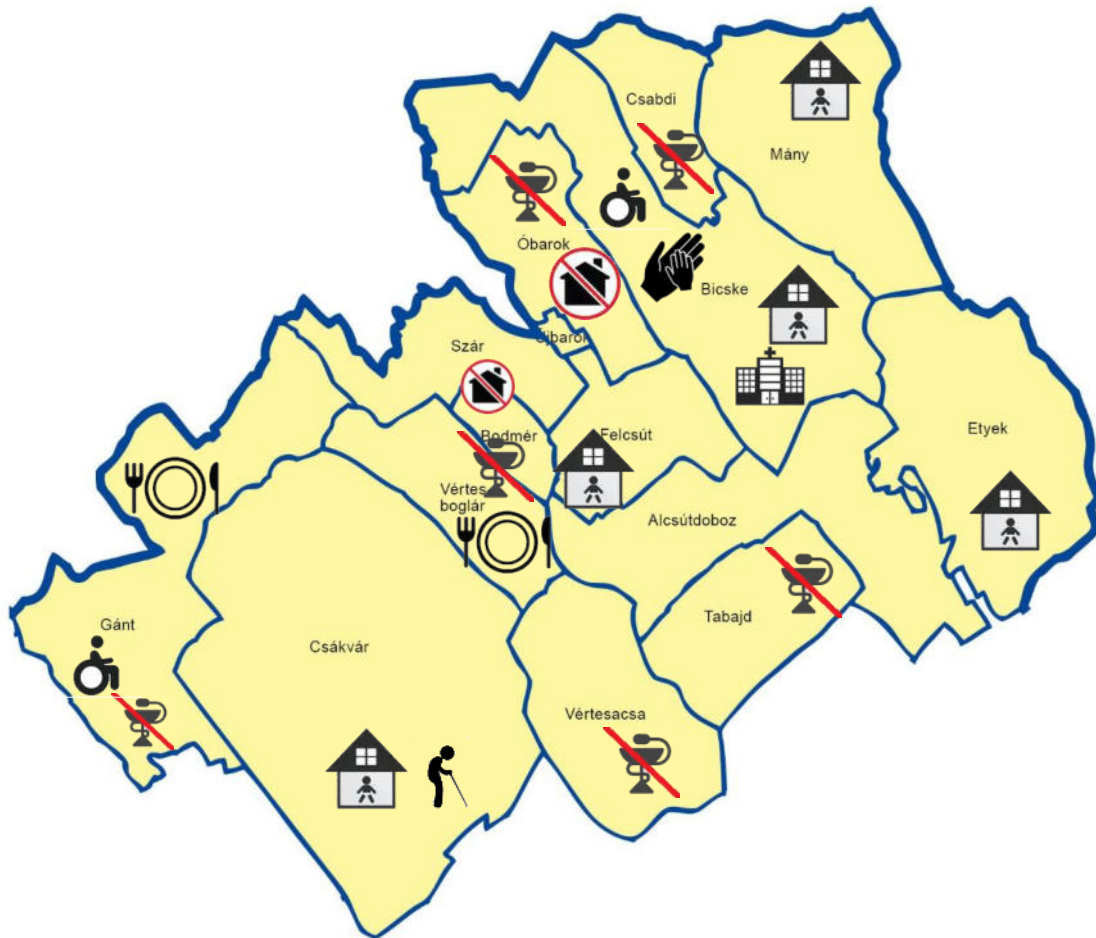 Csabdi
Mány
Óbarok
Bicske
Újbarok
Szár
Bodmér
Felcsút
Etyek
Vértes
boglár
Alcsútdoboz
Tabajd
Gánt
Csákvár
Vértesacsa